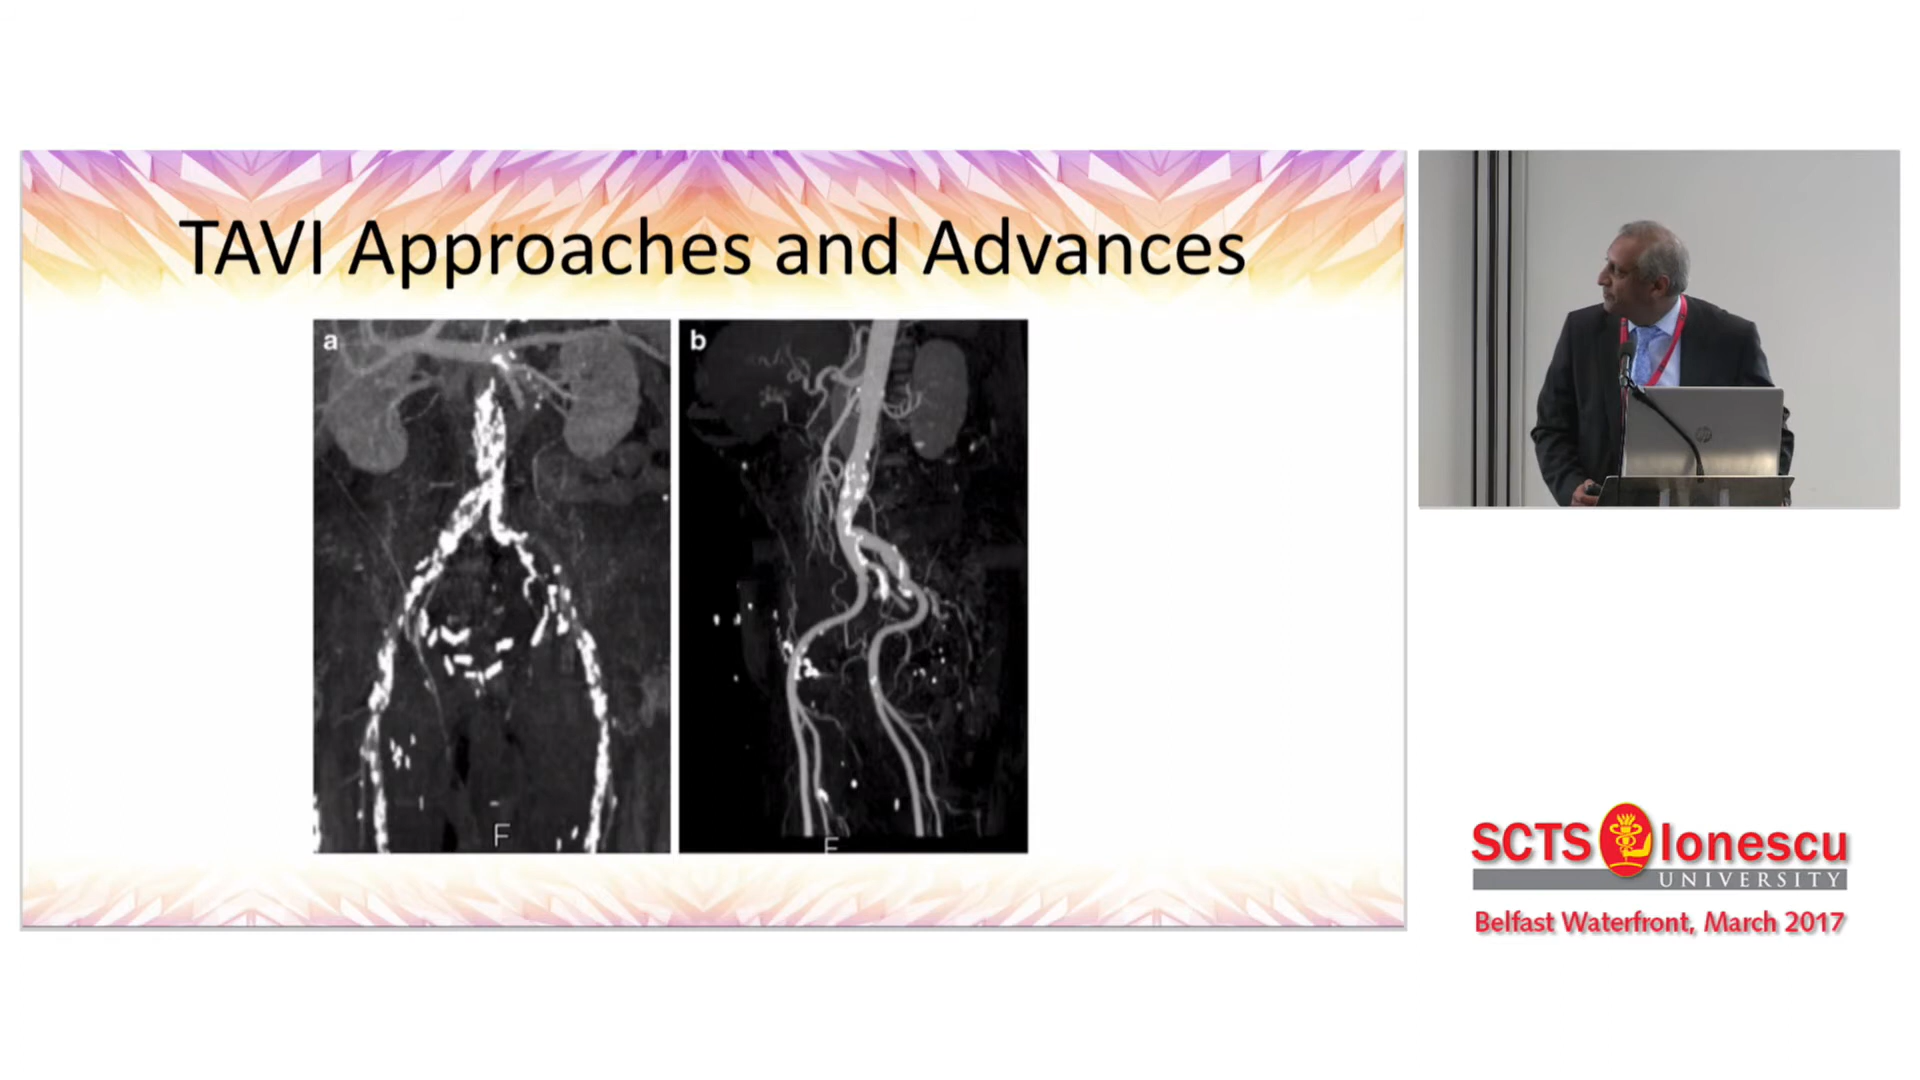 TAVI Approaches and Advances
a
b
F
F
SCTS Ionescu
UNIVERSITY
Belfast Waterfront, March 2017